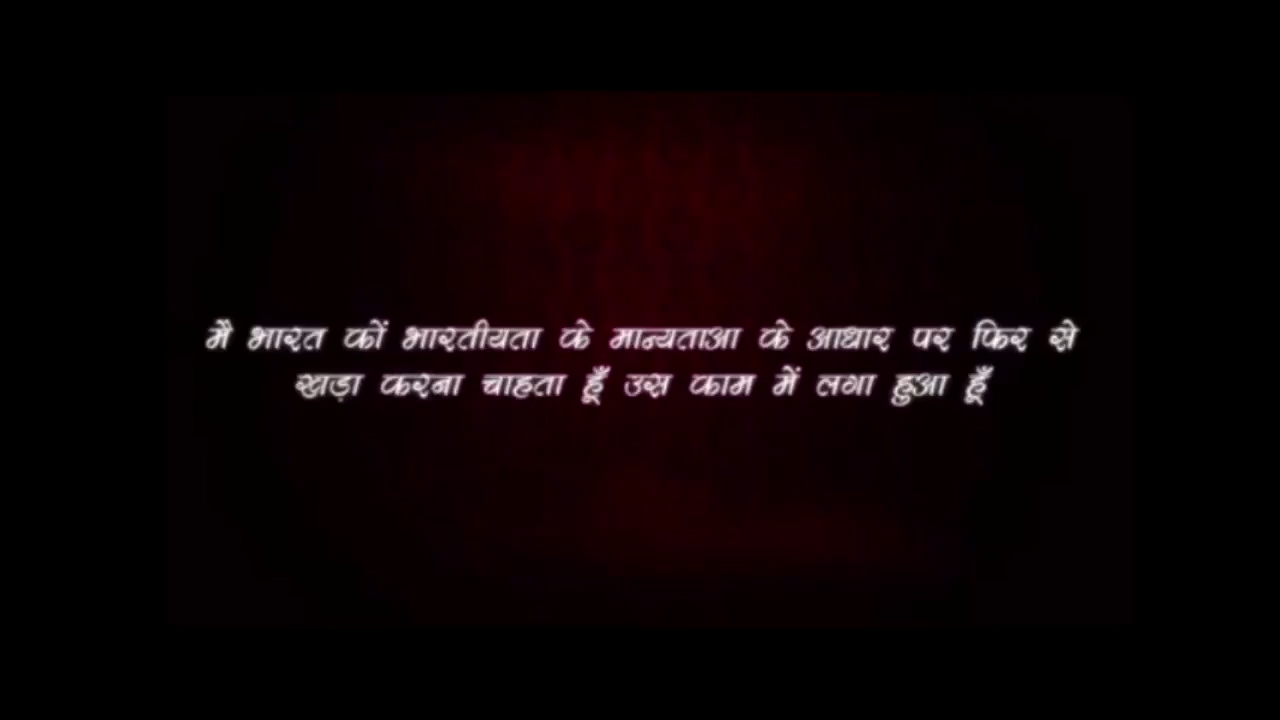 मै भारत कों भारतीयता के मान्यताआ के आधार पर फिर से
खड़ा करना चाहता हूँ उस काम में लगा हुआ हूँ